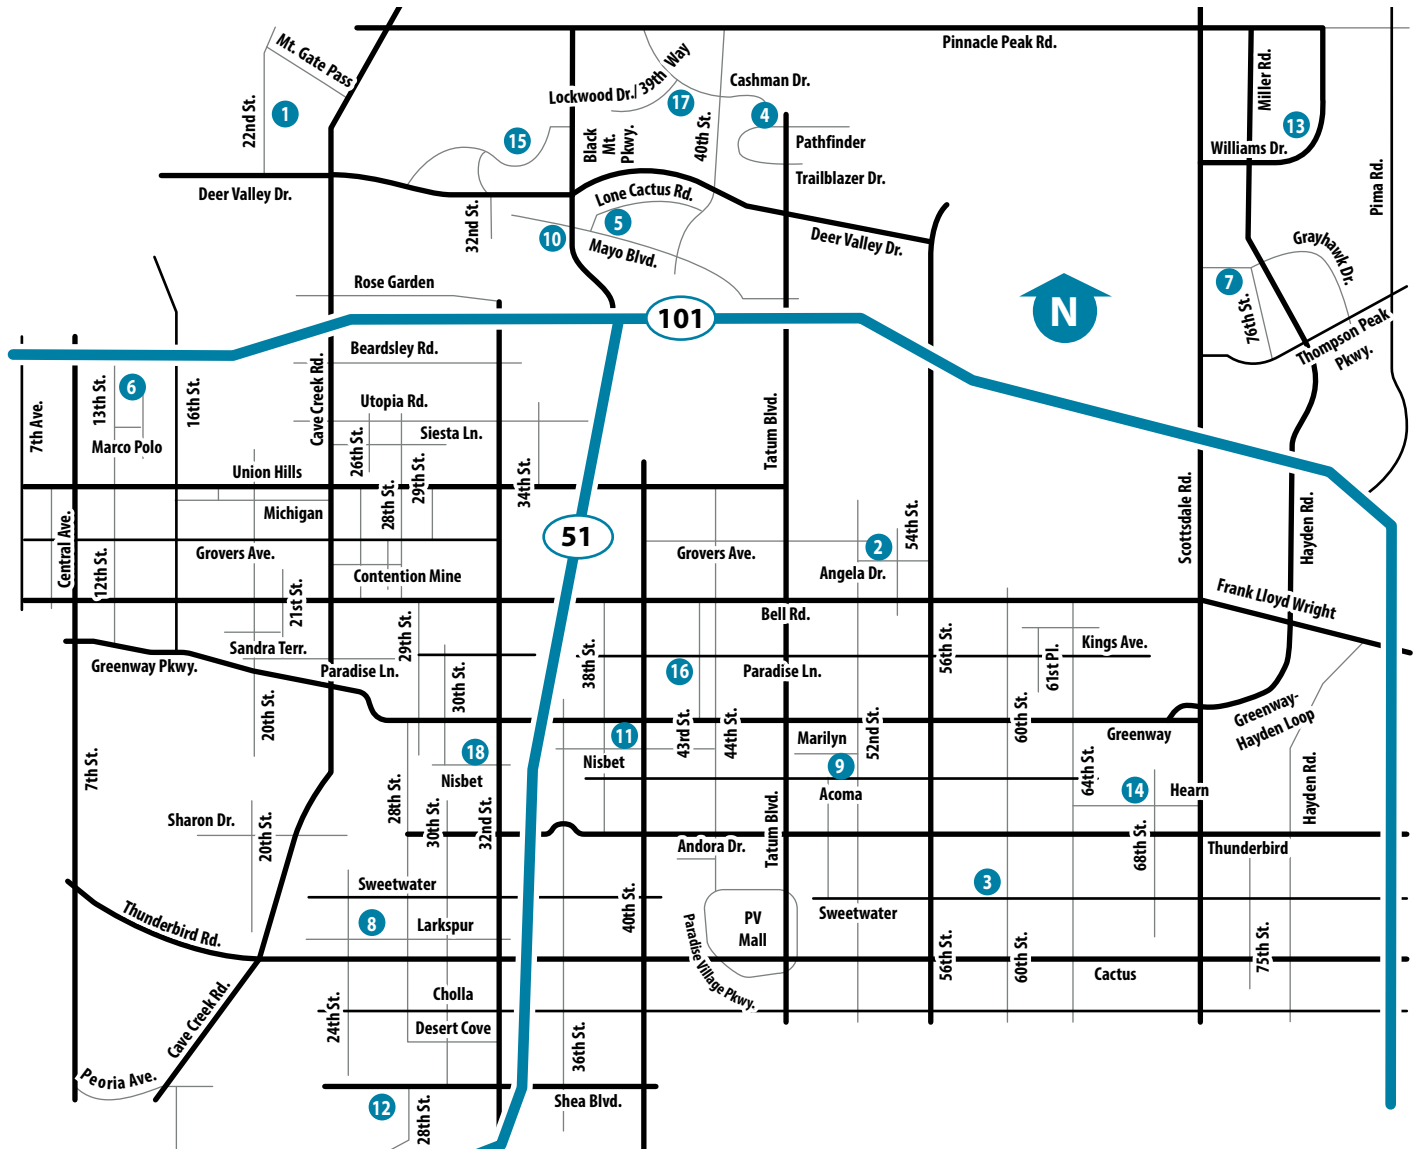 Pinnacle Peak Rd.
Mt. Gate Pass
Lockwood Dr./ 39th Way
Cashman Dr.
Miller Rd.
22nd St.
1
17
4
13
15
Black
Mt.
Pkwy.
40th St.
Pathfinder
Williams Dr.
Trailblazer Dr.
Pima Rd.
Deer Valley Dr.
Lone Cactus Rd.
32nd St.
5
10
Mayo Blvd.
Deer Valley Dr.
Grayhawk Dr.
7
Rose Garden
N
76th St.
101
Thompson Peak
Pkwy.
Beardsley Rd.
Cave Creek Rd.
13th St.
6
16th St.
7th Ave.
Utopia Rd.
Tatum Blvd.
Marco Polo
26th St.
Siesta Ln.
Union Hills
29th St.
34th St.
Michigan
28th St.
Scottsdale Rd.
Hayden Rd.
51
54th St.
Central Ave.
Grovers Ave.
Grovers Ave.
2
12th St.
Contention Mine
Angela Dr.
21st St.
Bell Rd.
Frank Lloyd Wright
29th St.
Sandra Terr.
38th St.
56th St.
61st Pl.
Kings Ave.
Greenway Pkwy.
Paradise Ln.
30th St.
16
Paradise Ln.
20th St.
60th St.
Greenway-
Hayden Loop
43rd St.
44th St.
52nd St.
Greenway
11
Marilyn
18
Nisbet
Nisbet
9
7th St.
28th St.
Acoma
64th St.
14
Hearn
Hayden Rd.
Sharon Dr.
20th St.
30th St.
32nd St.
Tatum Blvd.
68th St.
Andora Dr.
Thunderbird
Sweetwater
3
40th St.
Thunderbird Rd.
8
Larkspur
Paradise Village Pkwy.
PV
Mall
Sweetwater
56th St.
60th St.
75th St.
Cactus
Cholla
24th St.
Desert Cove
Cave Creek Rd.
36th St.
Peoria Ave.
12
28th St.
Shea Blvd.